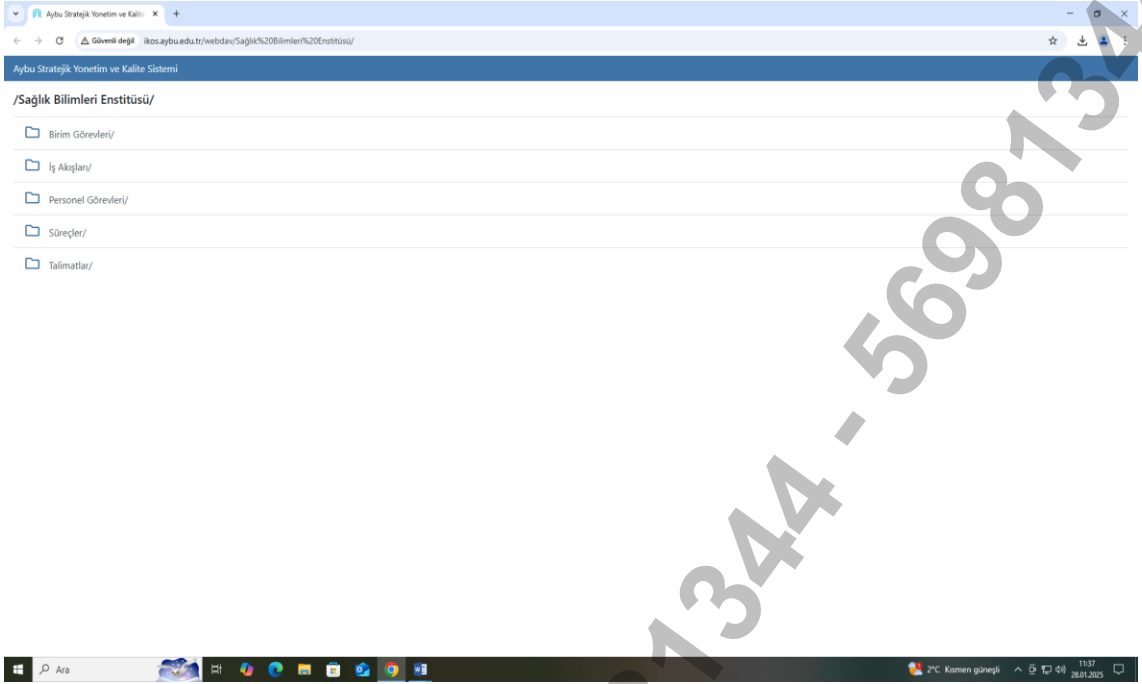 Aybu Stratejik Yonetim ve Kalite
Güvenli değil ikos.aybu.edu.tr/webdav/Sağlık%20Bilimleri%20Enstitüsü/
Aybu Stratejik Yonetim ve Kalite Sistemi
/Sağlık Bilimleri Enstitüsü/
Birim Görevleri/
İş Akışları/
Personel Görevleri/
Süreçler/
Talimatlar/
Ara
2°C Kısmen güneşli
11:37
28.01.2025
1344 - 5698134